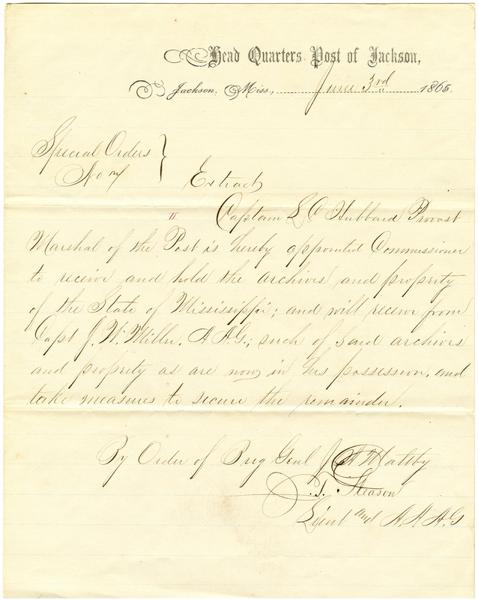 Head Quarters Post of Jackson,
Jackson, Miss., June 3rd 1865.
Special Orders }
No 7
Extract
II Captain L O Hubbard Provost
Marshal of the Post is hereby appointed Commissioner
to receive and hold the archives and property
of the State of Mississippi; and will receive from
Capt J. W. Miller, A A G; such of said archives
and property as are now in his possession, and
take measures to secure the remainder.
By Order of Brig Genl J A Maltby
Gleason
Lieut and A. A. A. G